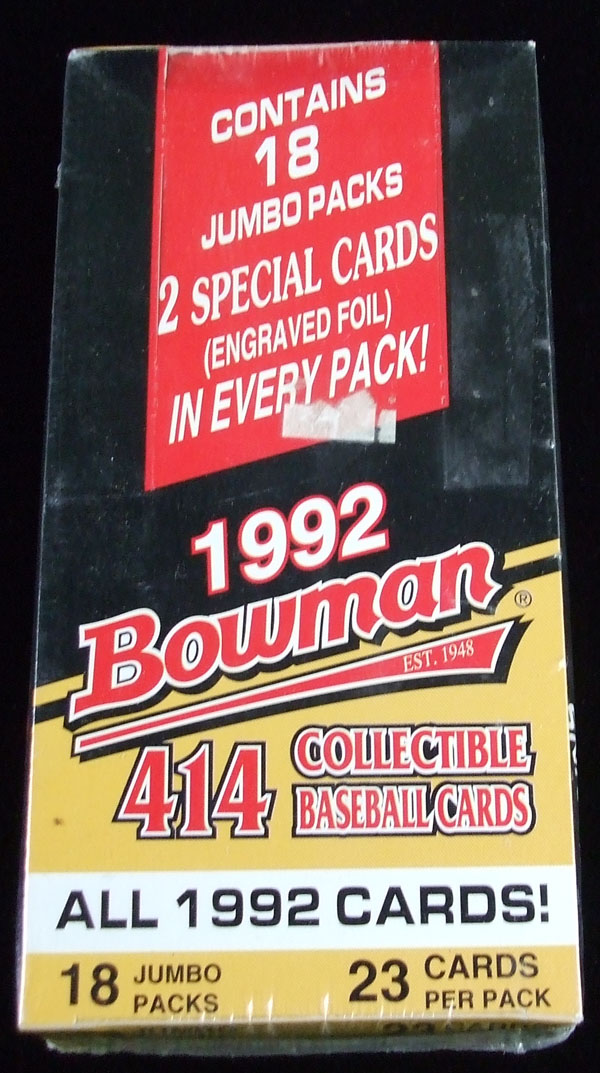 CONTAINS
18
JUMBO PACKS
2 SPECIAL CARDS
(ENGRAVED FOIL)
IN EVERY PACK!
1992
Bowman®
EST. 1948
414 COLLECTIBLE
BASEBALL CARDS
ALL 1992 CARDS!
18 JUMBO
PACKS
23 CARDS
PER PACK